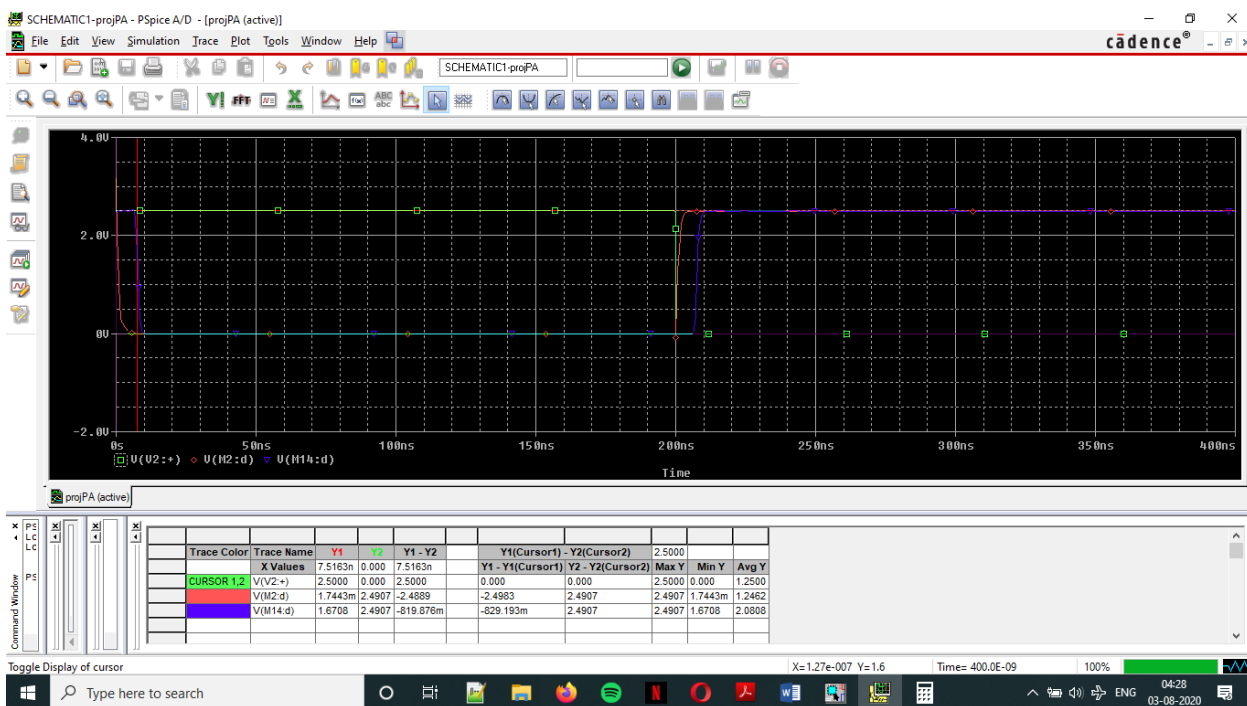 SCHEMATIC1-projPA - PSpice A/D - [projPA (active)]
File Edit View Simulation Trace Plot Tools Window Help
cādence®
SCHEMATIC1-projPA
ABC
abc
4.0V
2.0V
0V
-2.0V
0s 50ns 100ns 150ns 200ns 250ns 300ns 350ns 400ns
V(V2:+) V(M2:d) V(M14:d)
Time
projPA (active)
Trace Color Trace Name Y1 Y2 Y1 - Y2 Y1(Cursor1) - Y2(Cursor2) 2.5000
X Values 7.5163n 0.000 7.5163n Y1 - Y1(Cursor1) Y2 - Y2(Cursor2) Max Y Min Y Avg Y
CURSOR 1,2 V(V2:+) 2.5000 0.000 2.5000 0.000 0.000 2.5000 0.000 1.2500
V(M2:d) 1.7443m 2.4907 -2.4889 -2.4983 2.4907 2.4907 1.7443m 1.2462
V(M14:d) 1.6708 2.4907 -819.876m -829.193m 2.4907 2.4907 1.6708 2.0808
PS
LC
LC
PS
Command Window
Toggle Display of cursor
X=1.27e-007 Y=1.6 Time= 400.0E-09 100%
Type here to search
ENG
04:28
03-08-2020